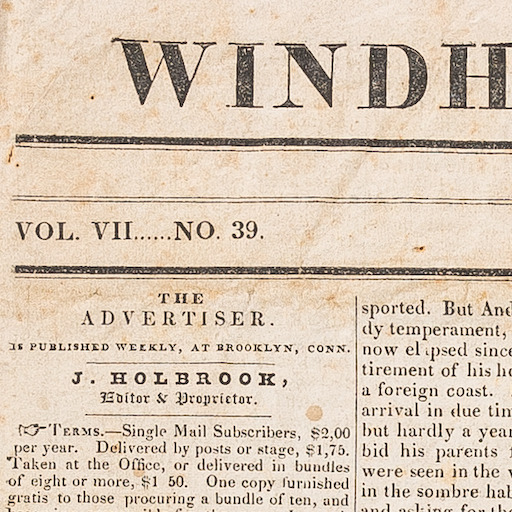 WINDH
VOL. VII......NO. 39.
THE
ADVERTISER.
IS PUBLISHED WEEKLY, AT BROOKLYN, CONN.
J. HOLBROOK,
Editor & Proprietor.
☞TERMS.—Single Mail Subscribers, $2,00
per year. Delivered by posts or stage, $1,75.
Taken at the Office, or delivered in bundles
of eight or more, $1 50. One copy furnished
gratis to those procuring a bundle of ten, and
sported. But And
dy temperament,
now elapsed since
tirement of his he
a foreign coast.
arrival in due tim
but hardly a year
bid his parents f
were seen in the v
in the sombre hab
and asking for th